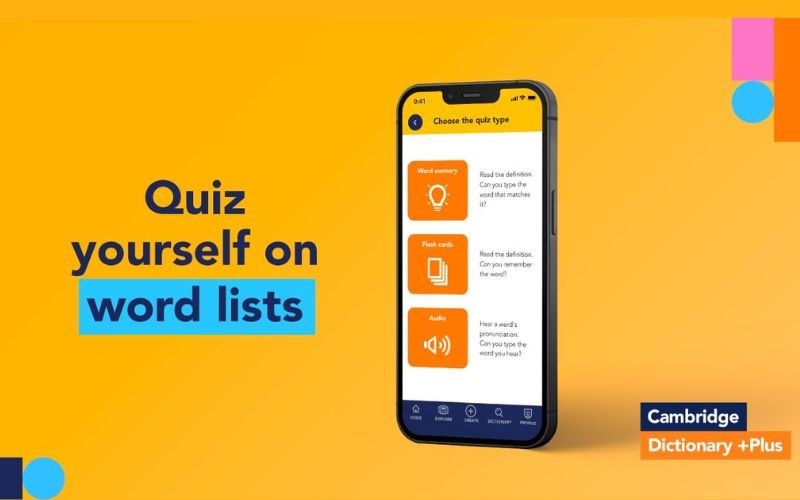 Quiz
yourself on
word lists
9:41
Choose the quiz type
Word memory
Read the definition.
Can you type the
word that matches
it?
Flash cards
Read the definition.
Can you remember
the word?
Audio
Hear a word's
pronunciation.
Can you type the
word you hear?
HOME
EXPLORE
CREATE
DICTIONARY
PROFILE
Cambridge
Dictionary +Plus